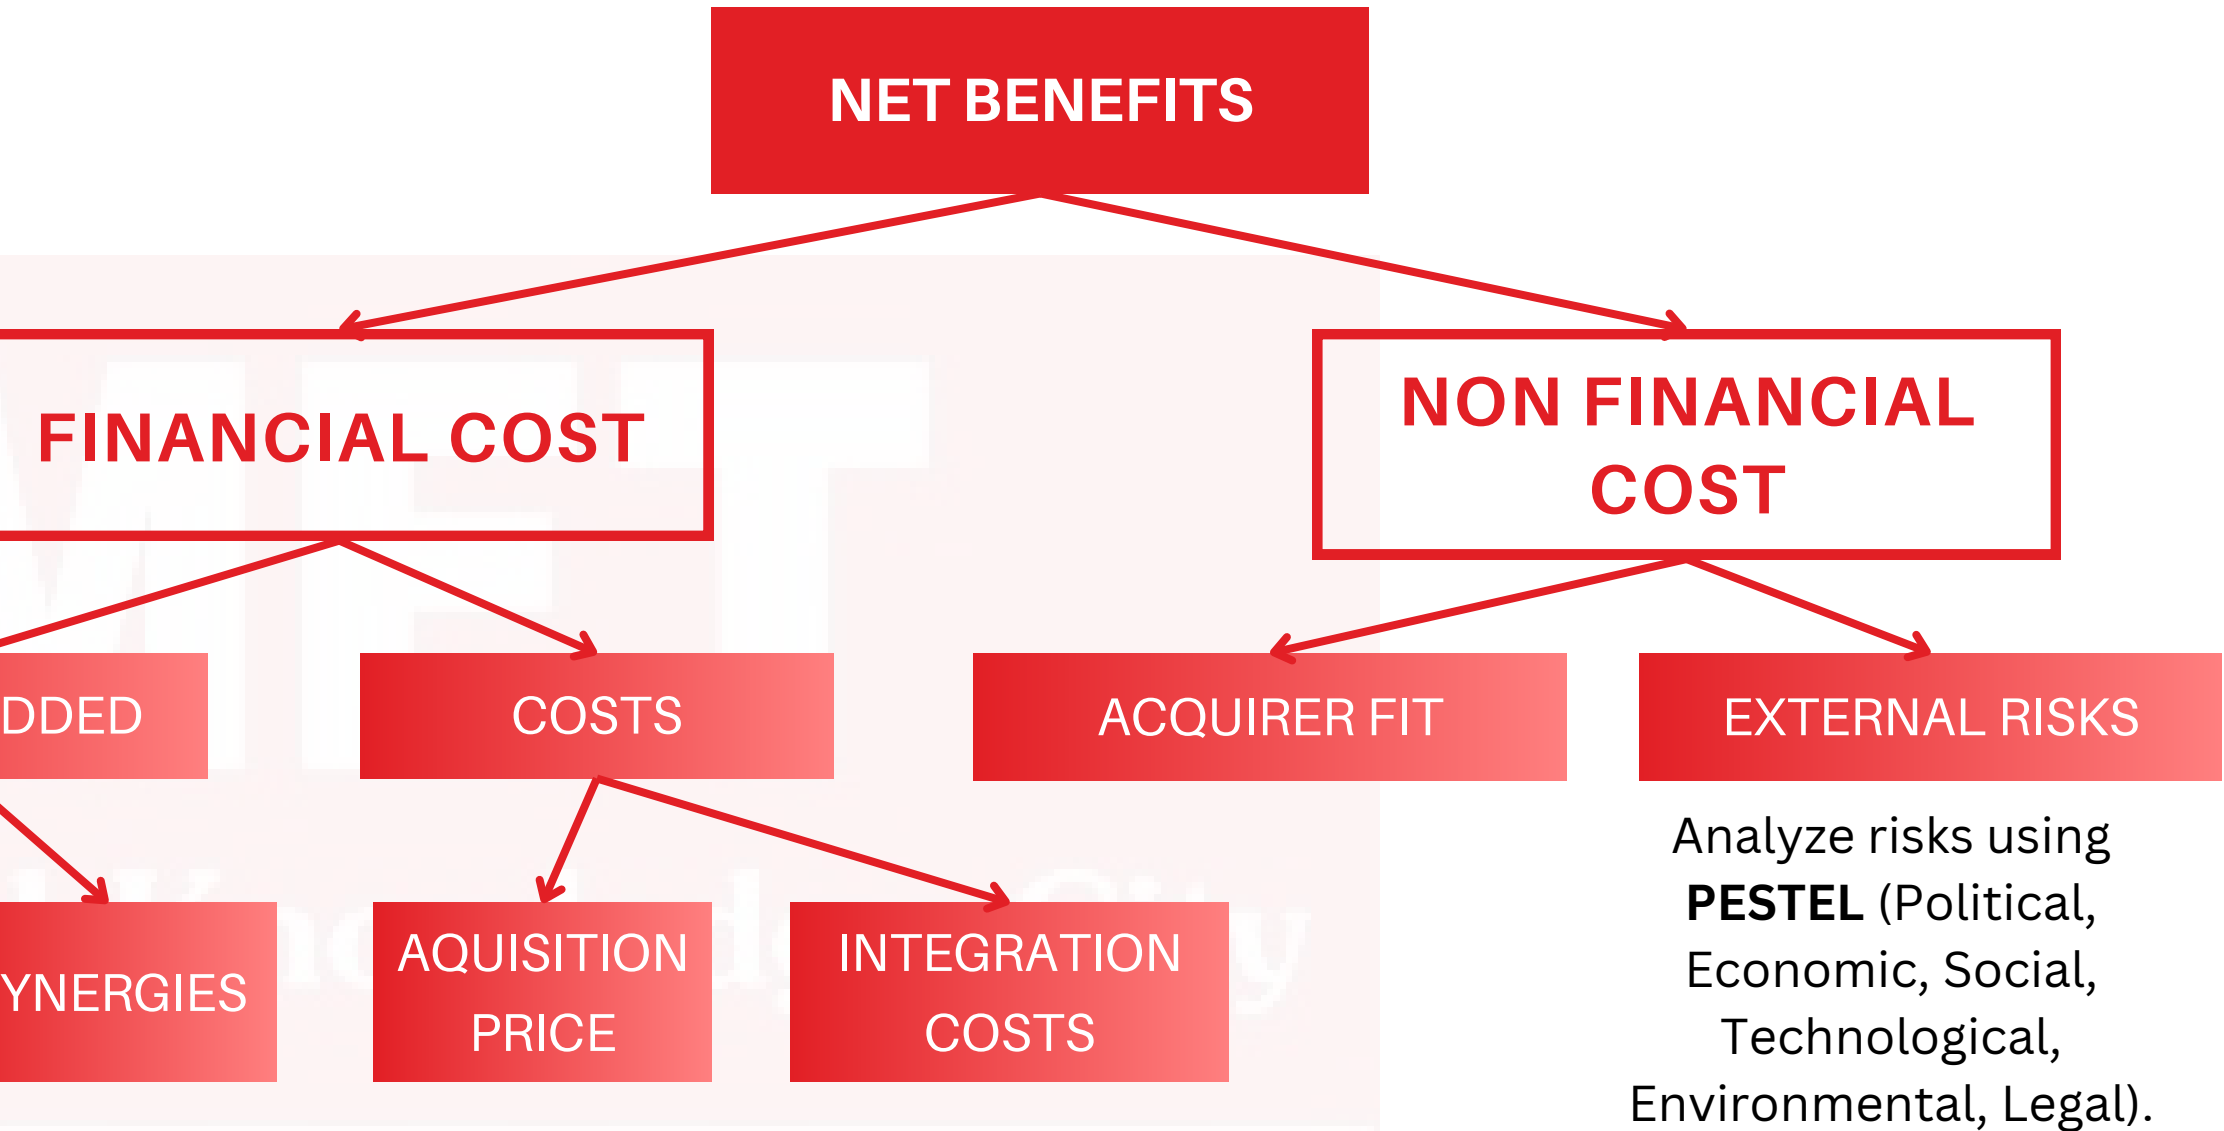 NET BENEFITS
FINANCIAL COST
NON FINANCIAL
COST
DDED
COSTS
ACQUIRER FIT
EXTERNAL RISKS
YNERGIES
AQUISITION
PRICE
INTEGRATION
COSTS
Analyze risks using
PESTEL (Political,
Economic, Social,
Technological,
Environmental, Legal).